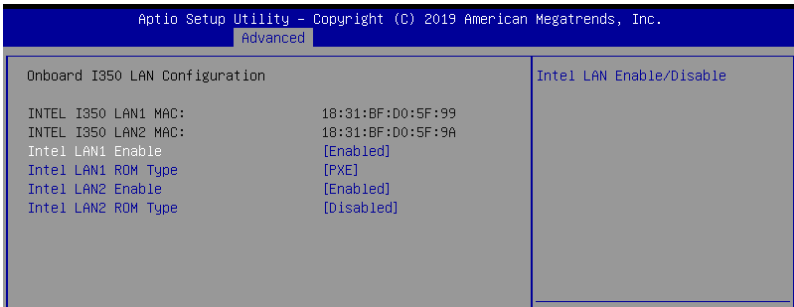 Aptio Setup Utility – Copyright (C) 2019 American Megatrends, Inc.
Advanced
Onboard I350 LAN Configuration
Intel LAN Enable/Disable
INTEL I350 LAN1 MAC: 18:31:BF:D0:5F:99
INTEL I350 LAN2 MAC: 18:31:BF:D0:5F:9A
Intel LAN1 Enable [Enabled]
Intel LAN1 ROM Type [PXE]
Intel LAN2 Enable [Enabled]
Intel LAN2 ROM Type [Disabled]